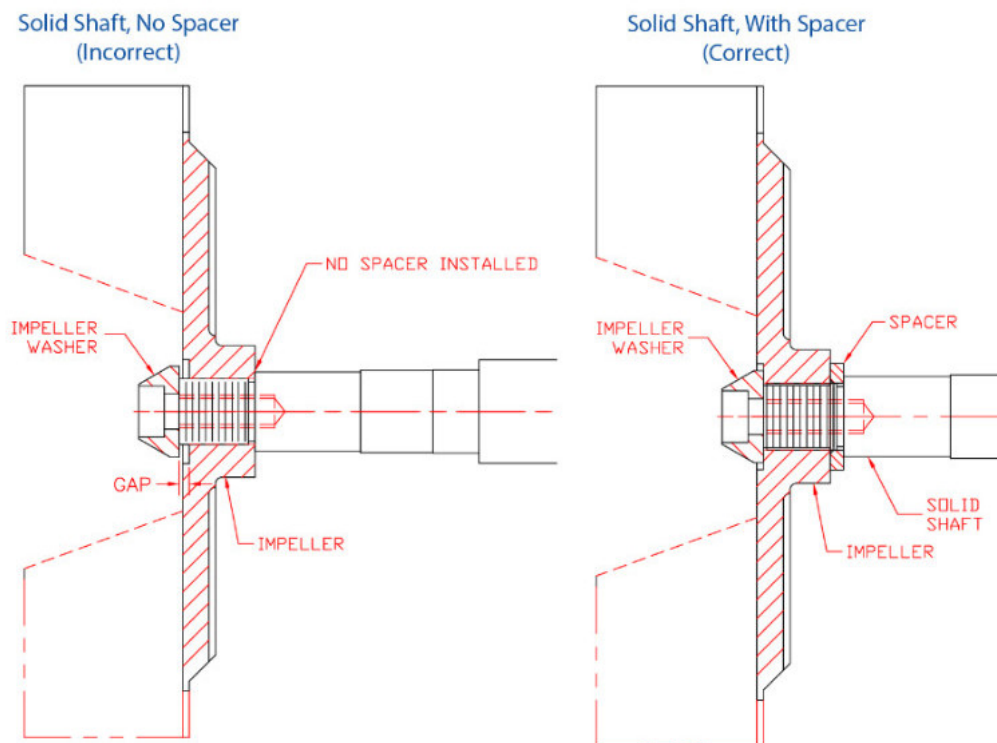 Solid Shaft, No Spacer
(Incorrect)
NO SPACER INSTALLED
IMPELLER
WASHER
GAP
IMPELLER
Solid Shaft, With Spacer
(Correct)
SPACER
IMPELLER
WASHER
SOLID
SHAFT
IMPELLER